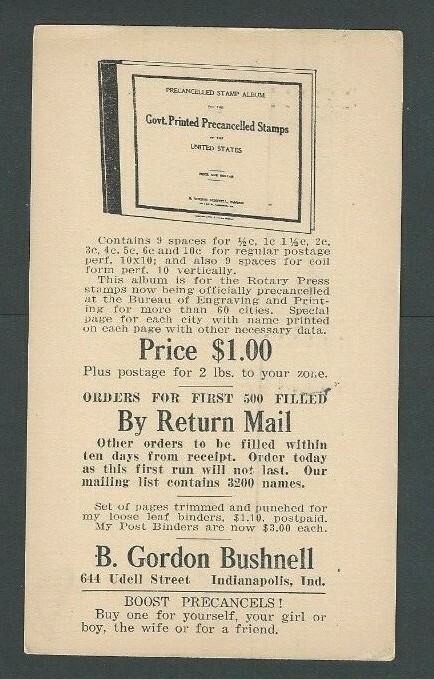 PRECANCELLED STAMP ALBUM
FOR THE
Govt. Printed Precancelled Stamps
OF THE
UNITED STATES
Contains 9 spaces for ½c, 1c 1½c, 2c,
3c, 4c, 5c, 6c and 10c for regular postage
perf. 10x10; and also 9 spaces for coil
form perf. 10 vertically.
This album is for the Rotary Press
stamps now being officially precancelled
at the Bureau of Engraving and Print-
ing for more than 60 cities. Special
page for each city with name printed
on each page with other necessary data.
Price $1.00
Plus postage for 2 lbs. to your zone.
ORDERS FOR FIRST 500 FILLED
By Return Mail
Other orders to be filled within
ten days from receipt. Order today
as this first run will not last. Our
mailing list contains 3200 names.
Set of pages trimmed and punched for
my loose leaf binders, $1.10, postpaid.
My Post Binders are now $3.00 each.
B. Gordon Bushnell
644 Udell Street Indianapolis, Ind.
BOOST PRECANCELS!
Buy one for yourself, your girl or
boy, the wife or for a friend.